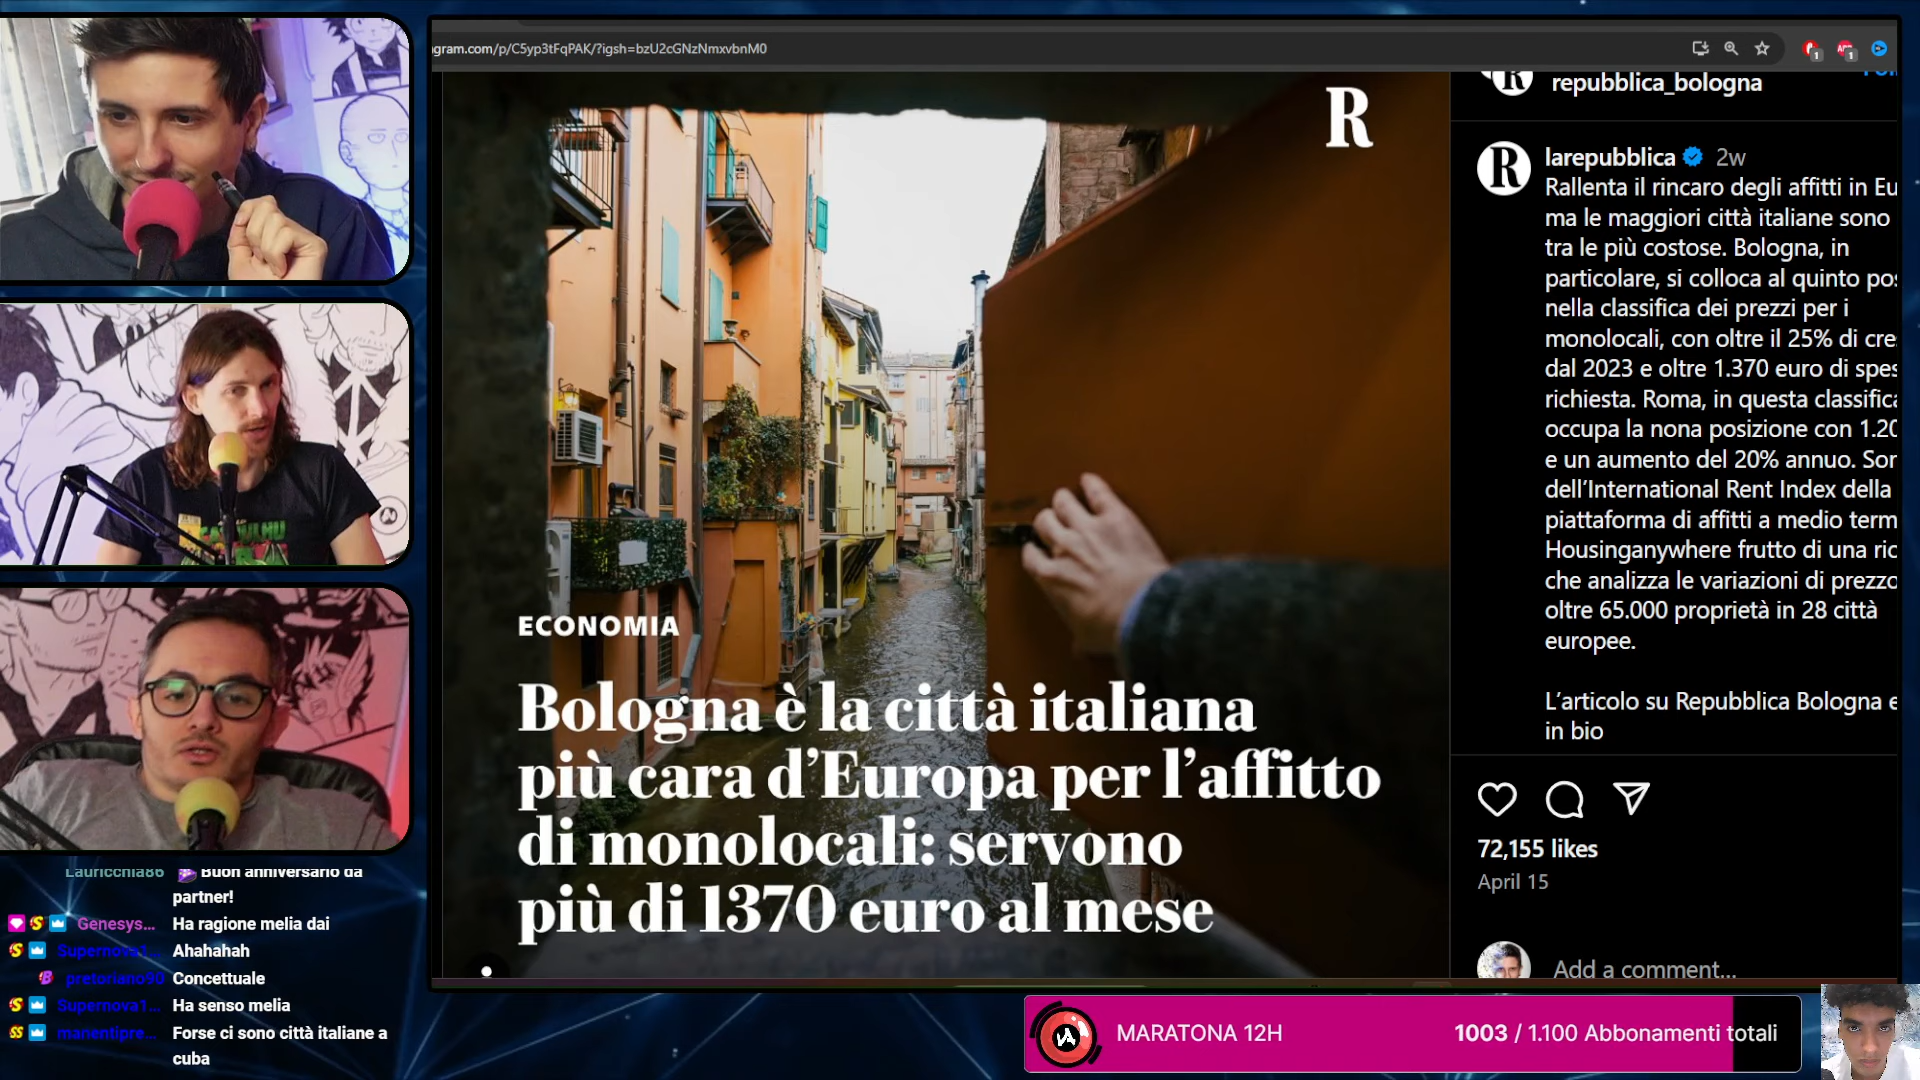 gram.com/p/C5yp3tFqPAK/?igsh=bzU2cGNzNmxvbnM0
R
repubblica_bologna
larepubblica 2w
Rallenta il rincaro degli affitti in Eu
ma le maggiori città italiane sono
tra le più costose. Bologna, in
particolare, si colloca al quinto pos
nella classifica dei prezzi per i
monolocali, con oltre il 25% di cre
dal 2023 e oltre 1.370 euro di spes
richiesta. Roma, in questa classifica
occupa la nona posizione con 1.20
e un aumento del 20% annuo. Son
dell'International Rent Index della
piattaforma di affitti a medio term
Housinganywhere frutto di una ric
che analizza le variazioni di prezzo
oltre 65.000 proprietà in 28 città
europee.
L'articolo su Repubblica Bologna e
in bio
72,155 likes
April 15
Add a comment...
ECONOMIA
Bologna è la città italiana
più cara d'Europa per l'affitto
di monolocali: servono
più di 1370 euro al mese
Lauricchia86 Buon anniversario da
partner!
Genesys... Ha ragione melia dai
Supernova1... Ahahahah
pretoriano90 Concettuale
Supernova1... Ha senso melia
manentipre... Forse ci sono città italiane a
cuba
MARATONA 12H 1003 / 1.100 Abbonamenti totali